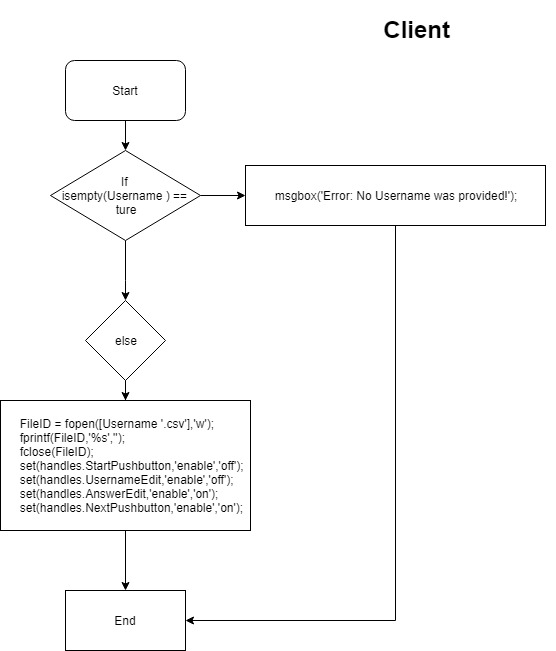 Client
Start
If
isempty(Username ) ==
ture
msgbox('Error: No Username was provided!');
else
FileID = fopen([Username '.csv'],'w');
fprintf(FileID,'%s','');
fclose(FileID);
set(handles.StartPushbutton,'enable','off');
set(handles.UsernameEdit,'enable','off');
set(handles.AnswerEdit,'enable','on');
set(handles.NextPushbutton,'enable','on');
End